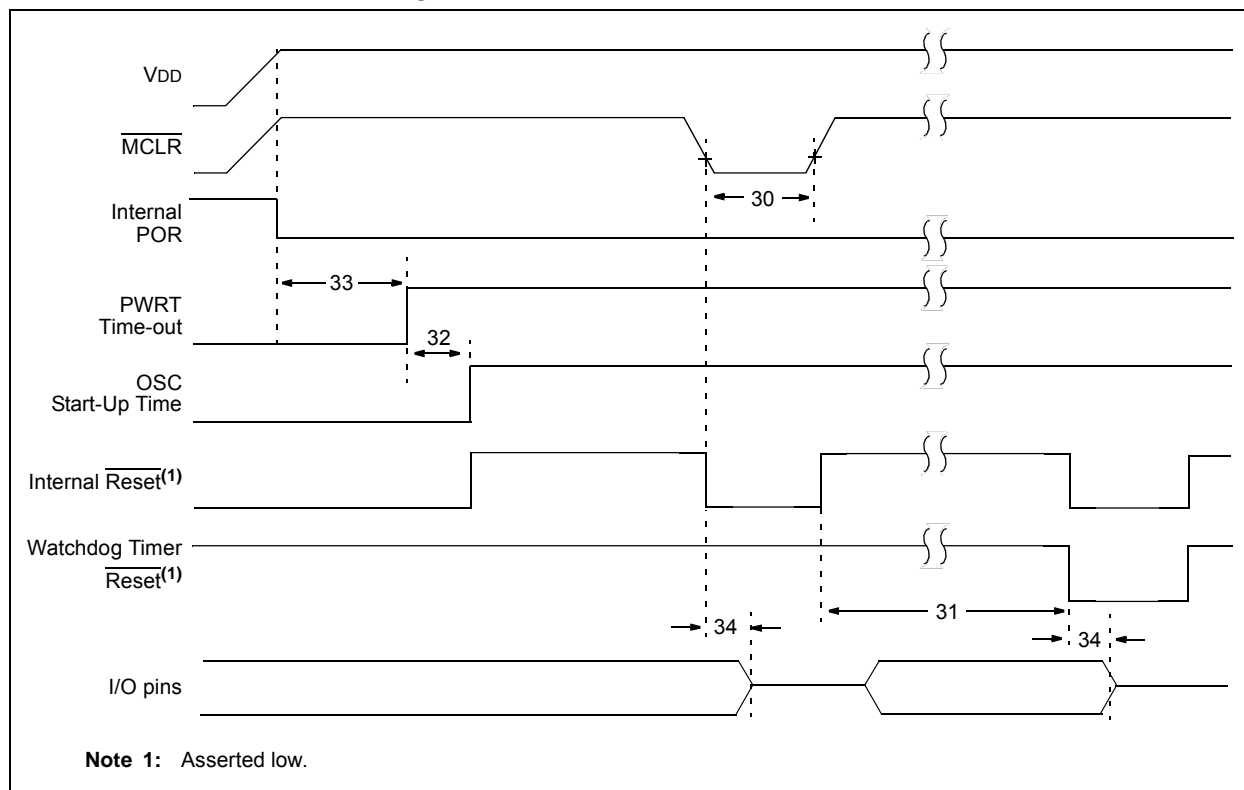 VDD
MCLR
30
Internal
POR
33
PWRT
Time-out
32
OSC
Start-Up Time
Internal Reset(1)
Watchdog Timer
Reset(1)
31
34
34
I/O pins
Note 1: Asserted low.